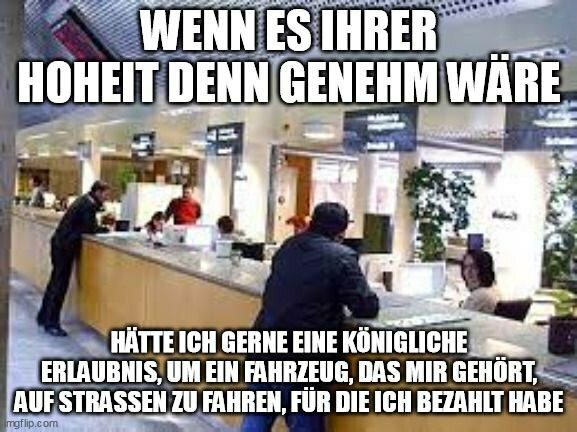 WENN ES IHRER
HOHEIT DENN GENEHM WÄRE
HÄTTE ICH GERNE EINE KÖNIGLICHE
ERLAUBNIS, UM EIN FAHRZEUG, DAS MIR GEHÖRT,
AUF STRASSEN ZU FAHREN, FÜR DIE ICH BEZAHLT HABE
imgflip.com